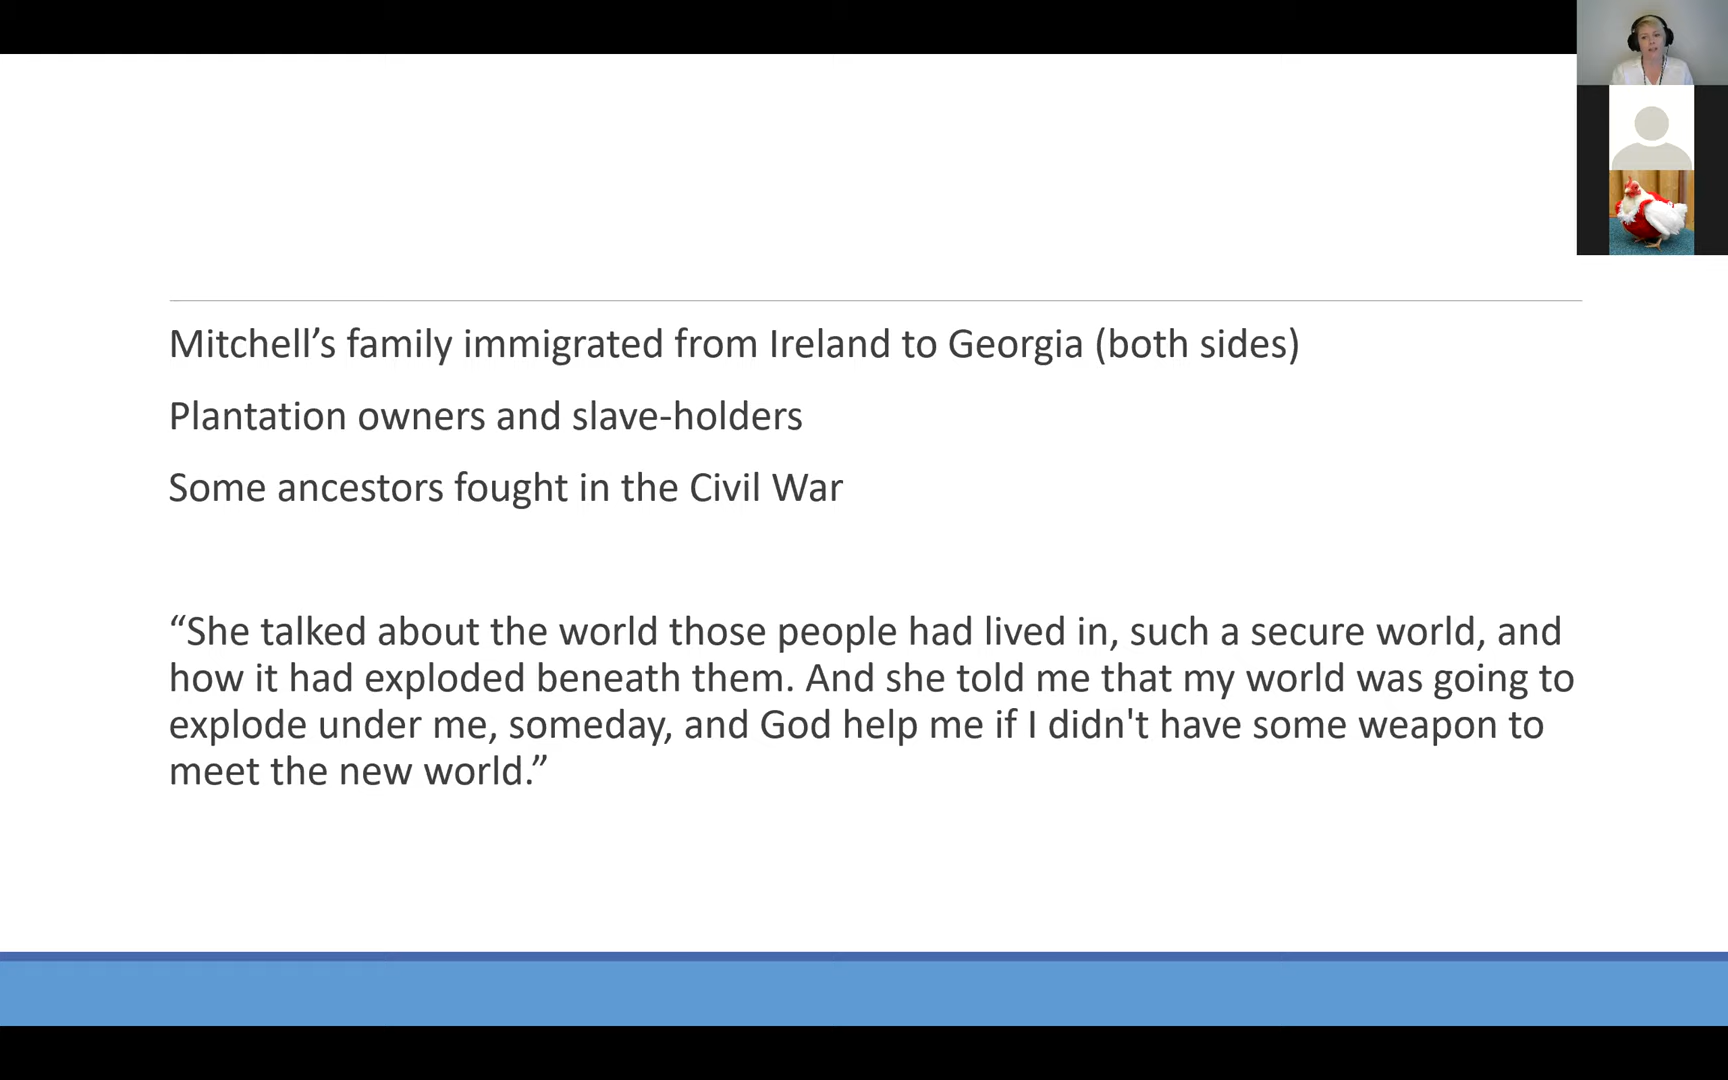 Mitchell’s family immigrated from Ireland to Georgia (both sides)
Plantation owners and slave-holders
Some ancestors fought in the Civil War
“She talked about the world those people had lived in, such a secure world, and
how it had exploded beneath them. And she told me that my world was going to
explode under me, someday, and God help me if I didn't have some weapon to
meet the new world.”